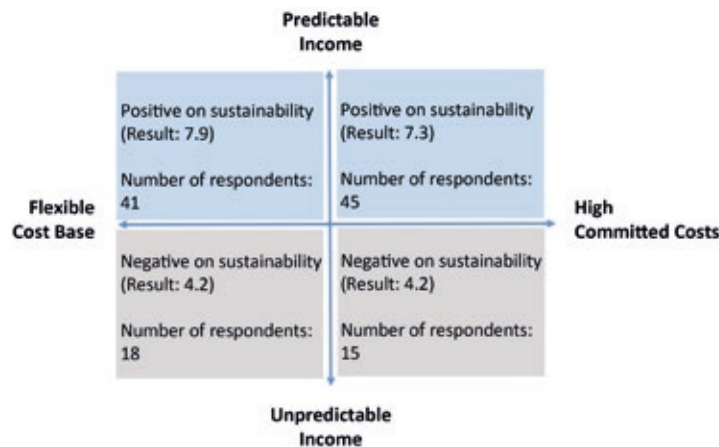 Predictable
Income
Positive on sustainability
(Result: 7.9)
Number of respondents:
41
Positive on sustainability
(Result: 7.3)
Number of respondents:
45
Flexible
Cost Base
High
Committed Costs
Negative on sustainability
(Result: 4.2)
Number of respondents:
18
Negative on sustainability
(Result: 4.2)
Number of respondents:
15
Unpredictable
Income